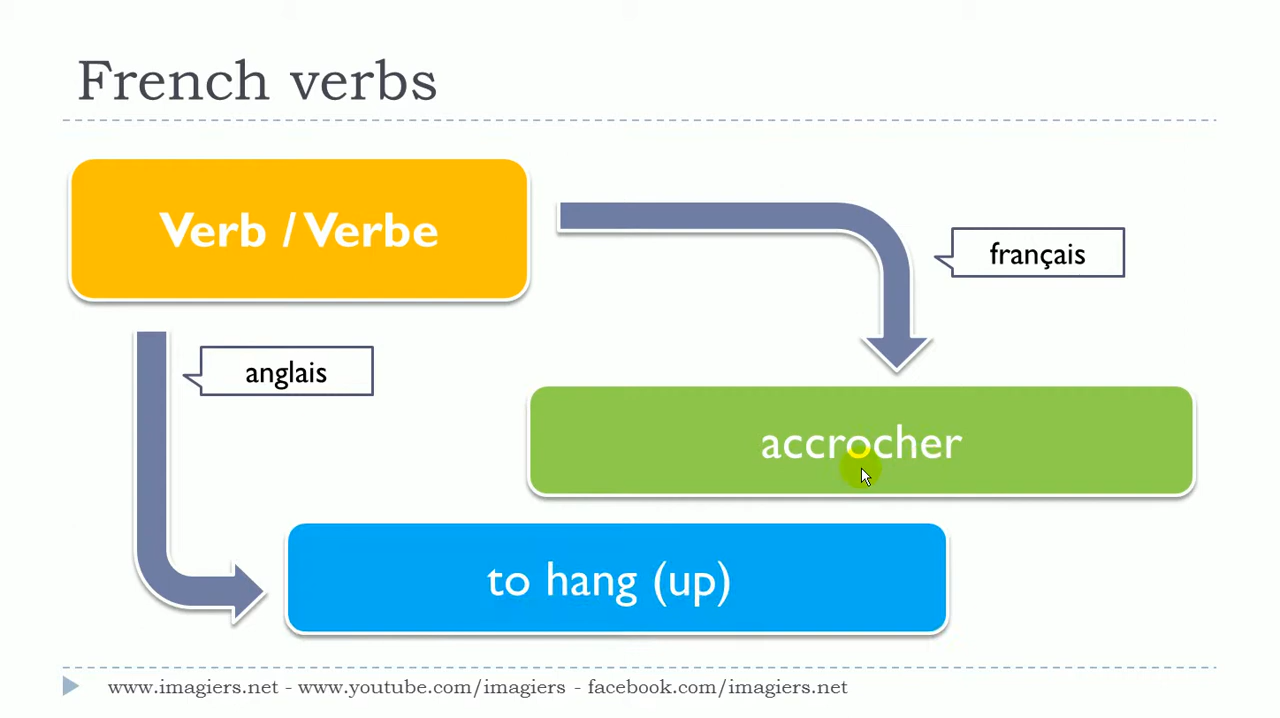 French verbs
Verb / Verbe
français
anglais
accrocher
to hang (up)
www.imagiers.net - www.youtube.com/imagiers - facebook.com/imagiers.net